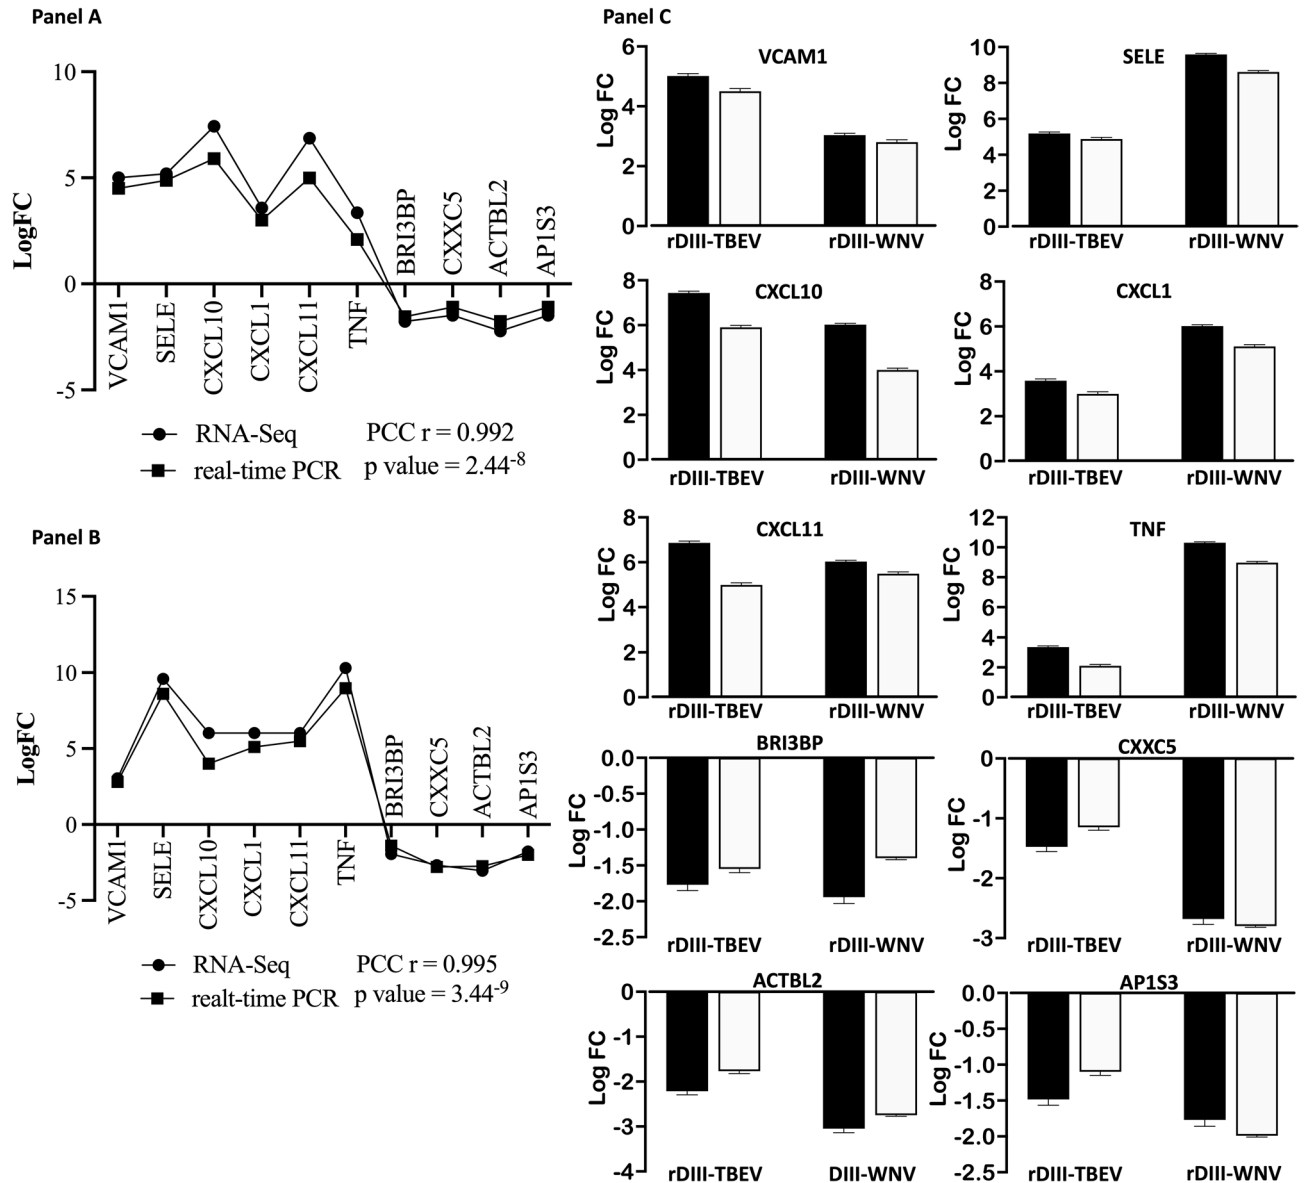 Panel A
LogFC
10
5
0
-5
VCAM1
SELE
CXCL10
CXCL1
CXCL11
TNF
BRI3BP
CXXC5
ACTBL2
AP1S3
RNA-Seq
real-time PCR
PCC r = 0.992
p value = 2.44-8
Panel B
LogFC
15
10
5
0
-5
VCAM1
SELE
CXCL10
CXCL1
CXCL11
TNF
BRI3BP
CXXC5
ACTBL2
AP1S3
RNA-Seq
realt-time PCR
PCC r = 0.995
p value = 3.44-9
Panel C
VCAM1
Log FC
6
4
2
0
rDIII-TBEV
rDIII-WNV
SELE
Log FC
10
8
6
4
2
0
rDIII-TBEV
rDIII-WNV
CXCL10
Log FC
8
6
4
2
0
rDIII-TBEV
rDIII-WNV
CXCL1
Log FC
8
6
4
2
0
rDIII-TBEV
rDIII-WNV
CXCL11
Log FC
8
6
4
2
0
rDIII-TBEV
rDIII-WNV
TNF
Log FC
12
10
8
6
4
2
0
rDIII-TBEV
rDIII-WNV
BRI3BP
Log FC
0.0
-0.5
-1.0
-1.5
-2.0
-2.5
rDIII-TBEV
rDIII-WNV
CXXC5
Log FC
0
-1
-2
-3
rDIII-TBEV
rDIII-WNV
ACTBL2
Log FC
0
-1
-2
-3
-4
rDIII-TBEV
DIII-WNV
AP1S3
Log FC
0.0
-0.5
-1.0
-1.5
-2.0
-2.5
rDIII-TBEV
rDIII-WNV